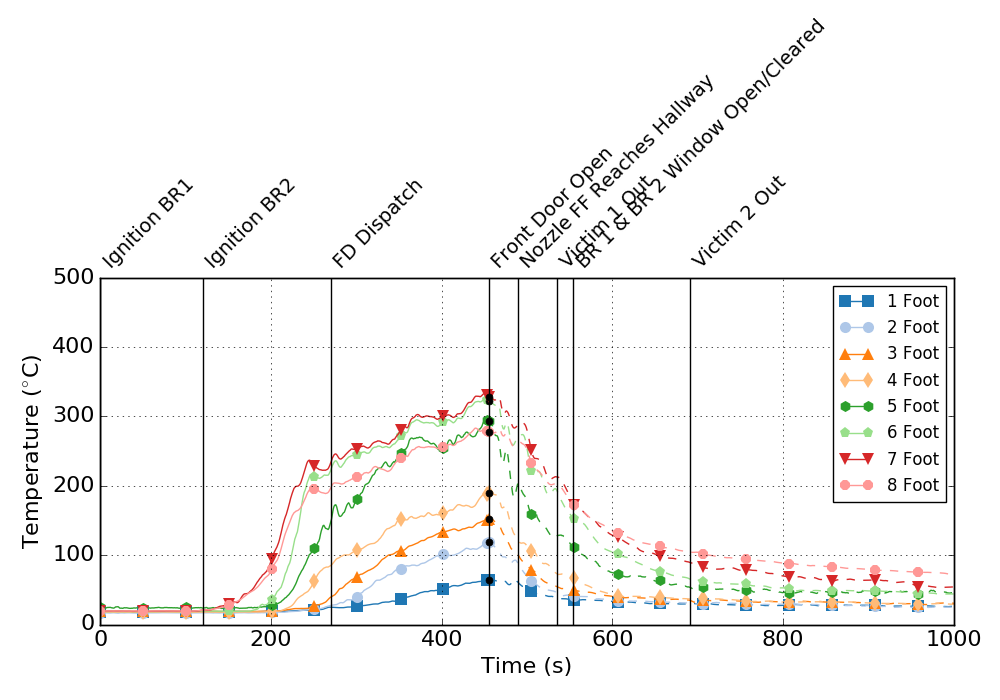 Ignition BR1
Ignition BR2
FD Dispatch
Front Door Open
Nozzle FF Reaches Hallway
Victim 1 Out
BR 1 & BR 2 Window Open/Cleared
Victim 2 Out
500
400
300
200
100
0
Temperature (°C)
0
200
400
600
800
1000
Time (s)
1 Foot
2 Foot
3 Foot
4 Foot
5 Foot
6 Foot
7 Foot
8 Foot